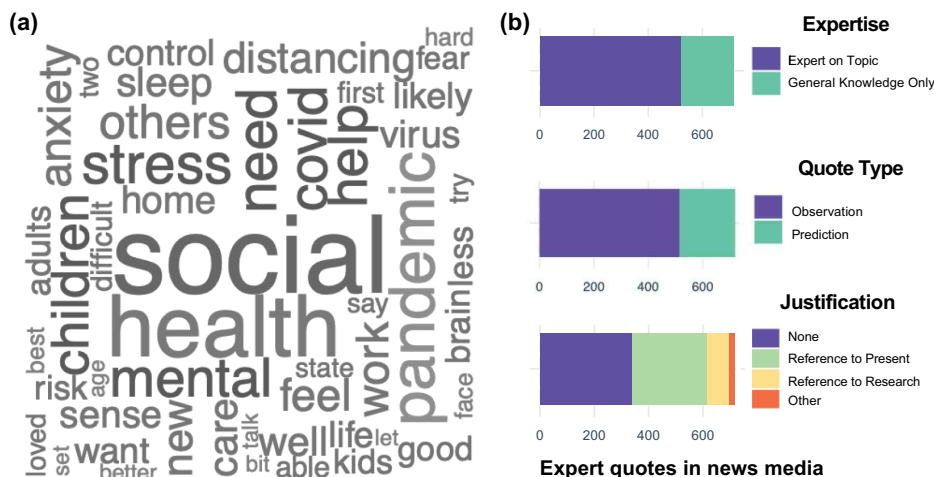 (a)
hard
control
distancing
fear
anxiety
two
sleep
first
likely
others
need
covid
help
virus
stress
pandemic
try
home
adults
children
difficult
social
brain
less
say
health
work
best
state
risk
age
mental
feel
face
sense
new
care
talk
well
life
let
good
loved
set
want
better
bit
able
kids
(b)
Expertise
Expert on Topic
General Knowledge Only
0 200 400 600
Quote Type
Observation
Prediction
0 200 400 600
Justification
None
Reference to Present
Reference to Research
Other
0 200 400 600
Expert quotes in news media